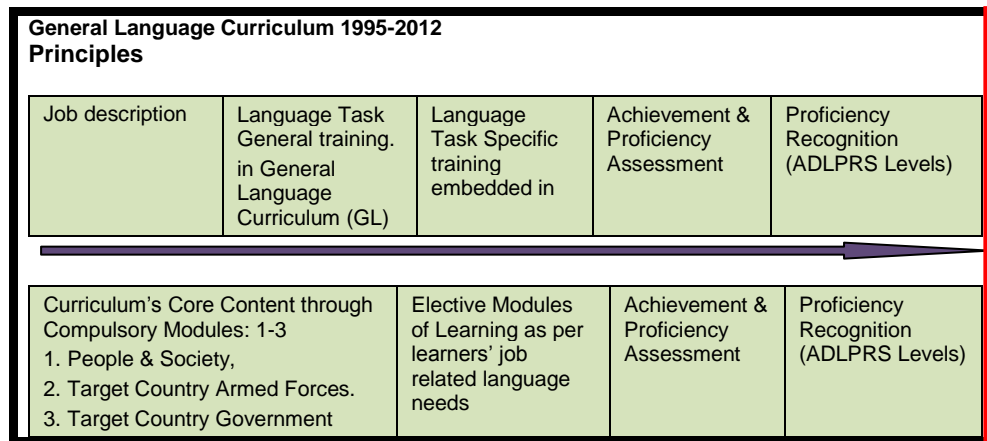 General Language Curriculum 1995-2012
Principles
Job description
Language Task
General training.
in General
Language
Curriculum (GL)
Language
Task Specific
training
embedded in
Achievement &
Proficiency
Assessment
Proficiency
Recognition
(ADLPRS Levels)
Curriculum's Core Content through
Compulsory Modules: 1-3
1. People & Society,
2. Target Country Armed Forces.
3. Target Country Government
Elective Modules
of Learning as per
learners' job
related language
needs
Achievement &
Proficiency
Assessment
Proficiency
Recognition
(ADLPRS Levels)